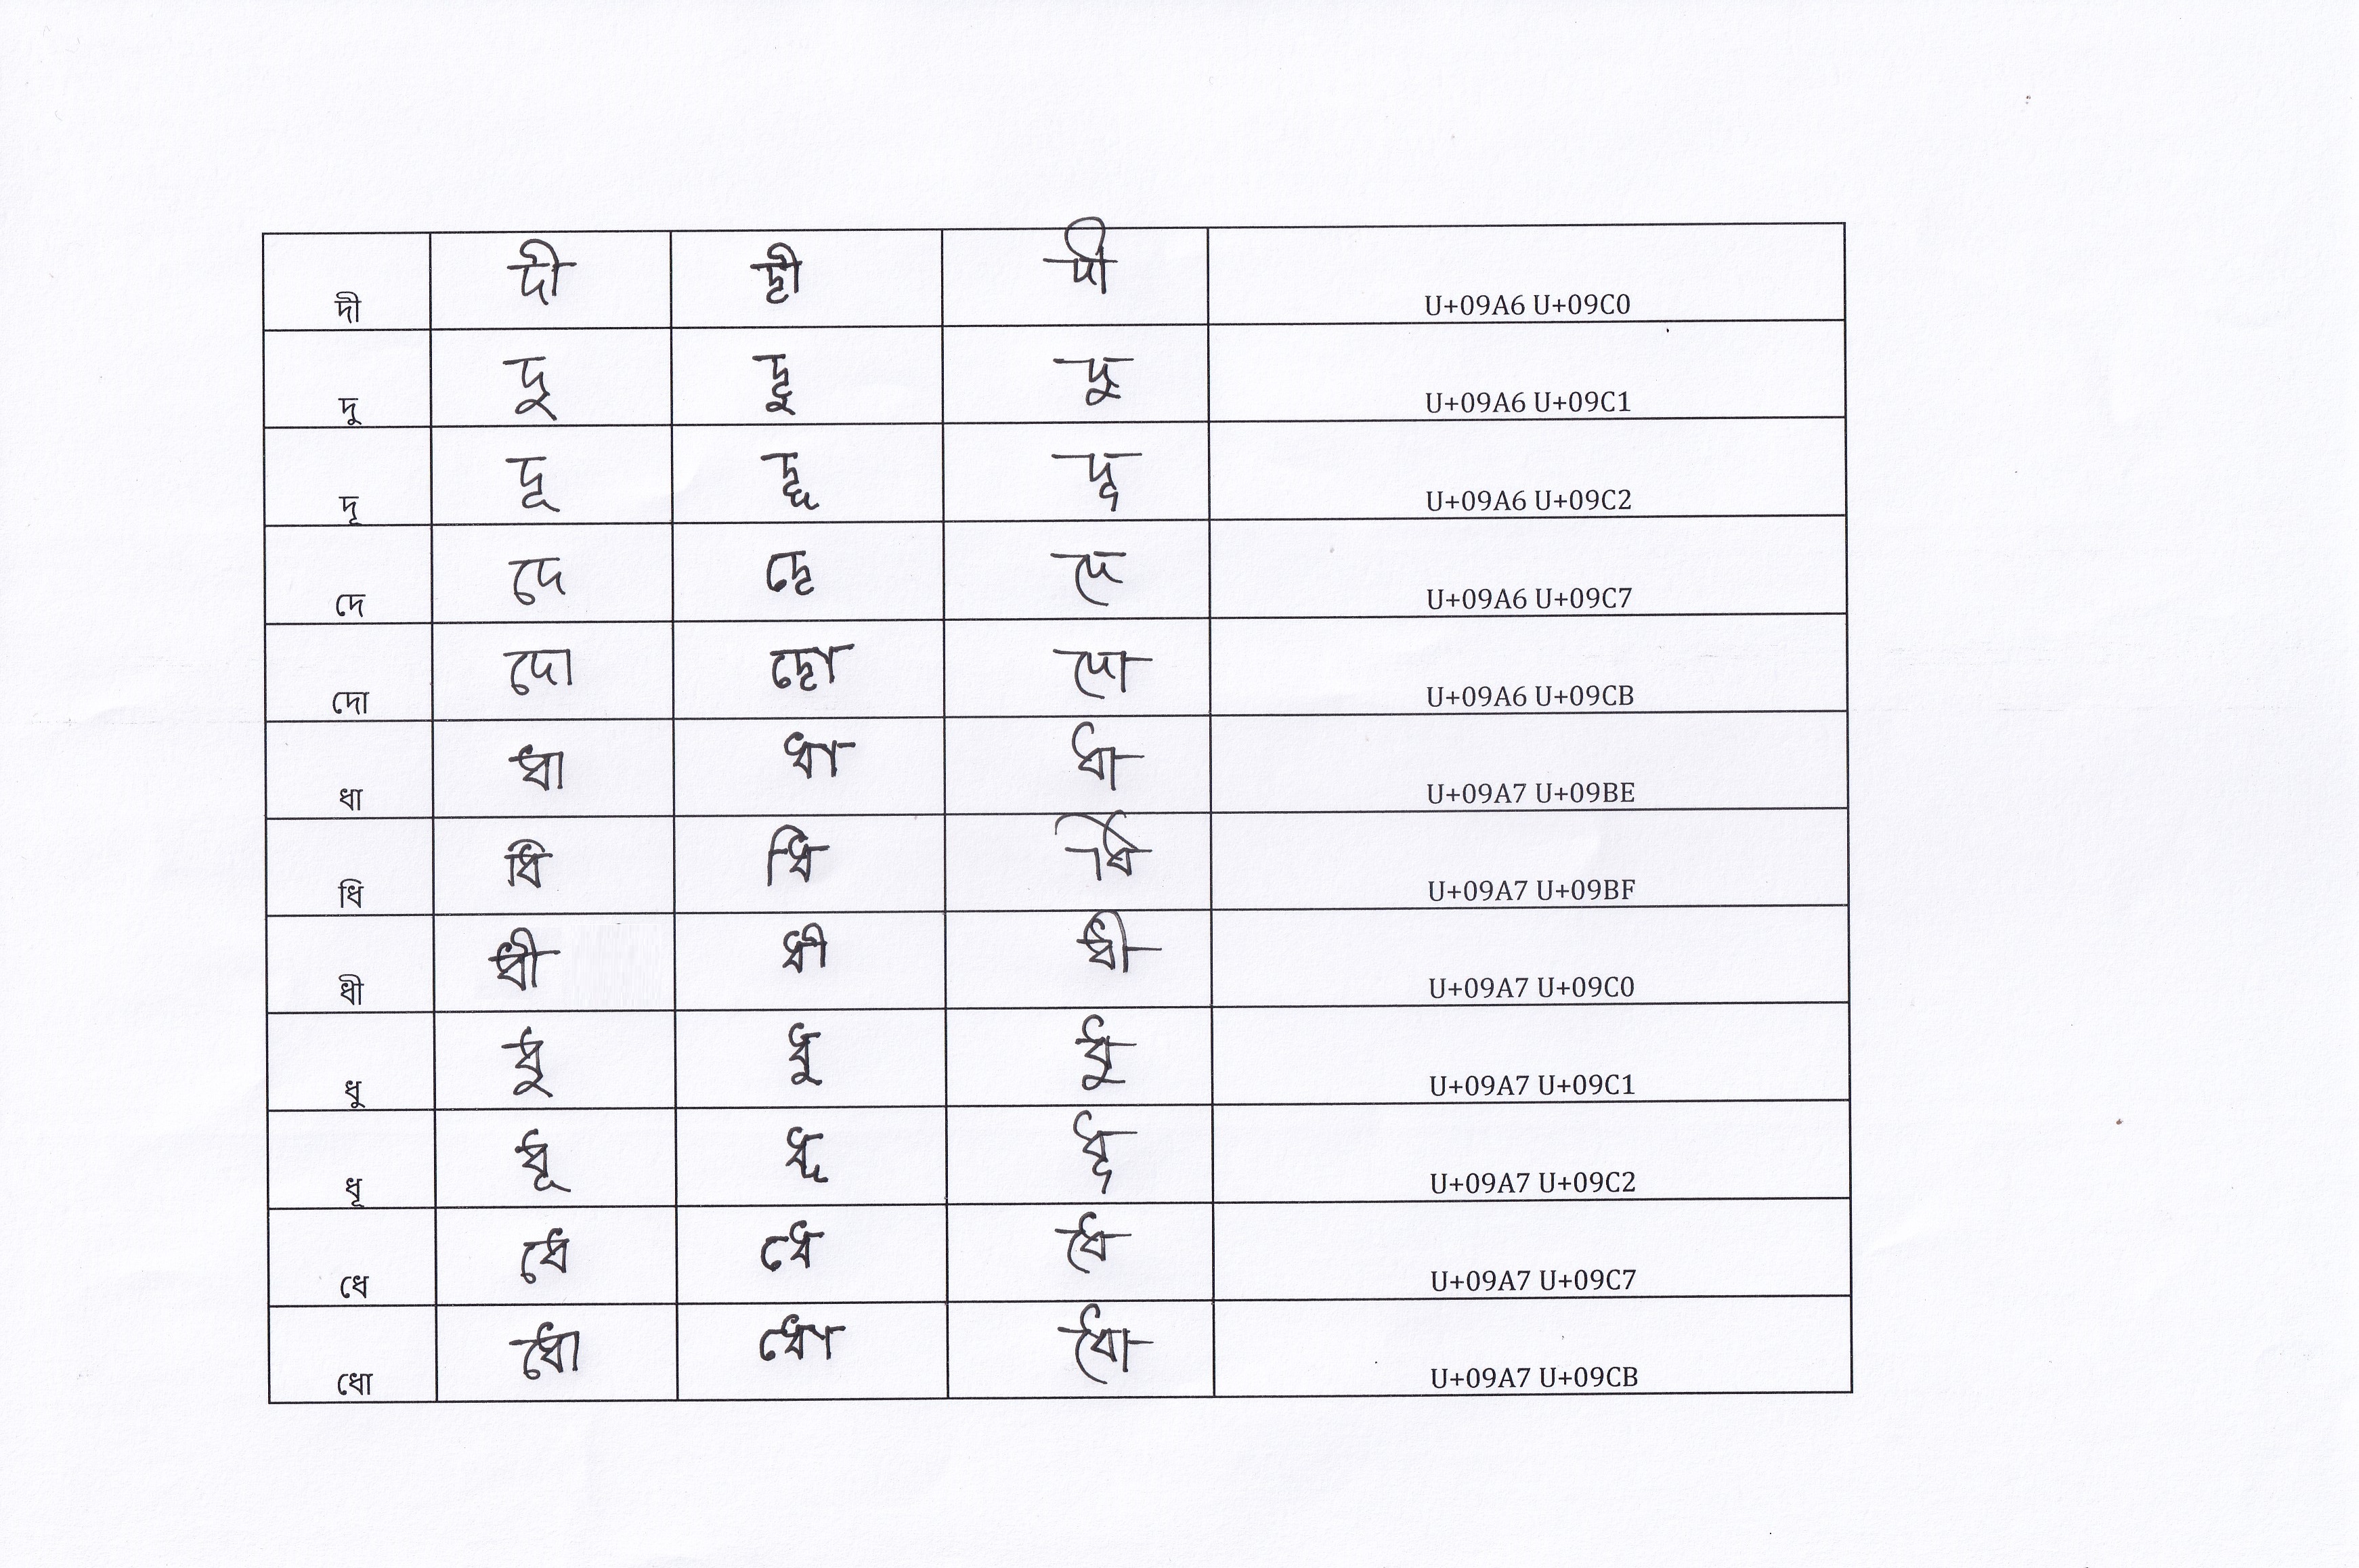 দী দী দী দী U+09A6 U+09C0
দু দু দু দু U+09A6 U+09C1
দূ দূ দূ দূ U+09A6 U+09C2
দে দে দে দে U+09A6 U+09C7
দো দো দো দো U+09A6 U+09CB
ধা ধা ধা ধা U+09A7 U+09BE
ধি ধি ধি ধি U+09A7 U+09BF
ধী ধী ধী ধী U+09A7 U+09C0
ধু ধু ধু ধু U+09A7 U+09C1
ধূ ধূ ধূ ধূ U+09A7 U+09C2
ধে ধে ধে ধে U+09A7 U+09C7
ধো ধো ধো ধো U+09A7 U+09CB